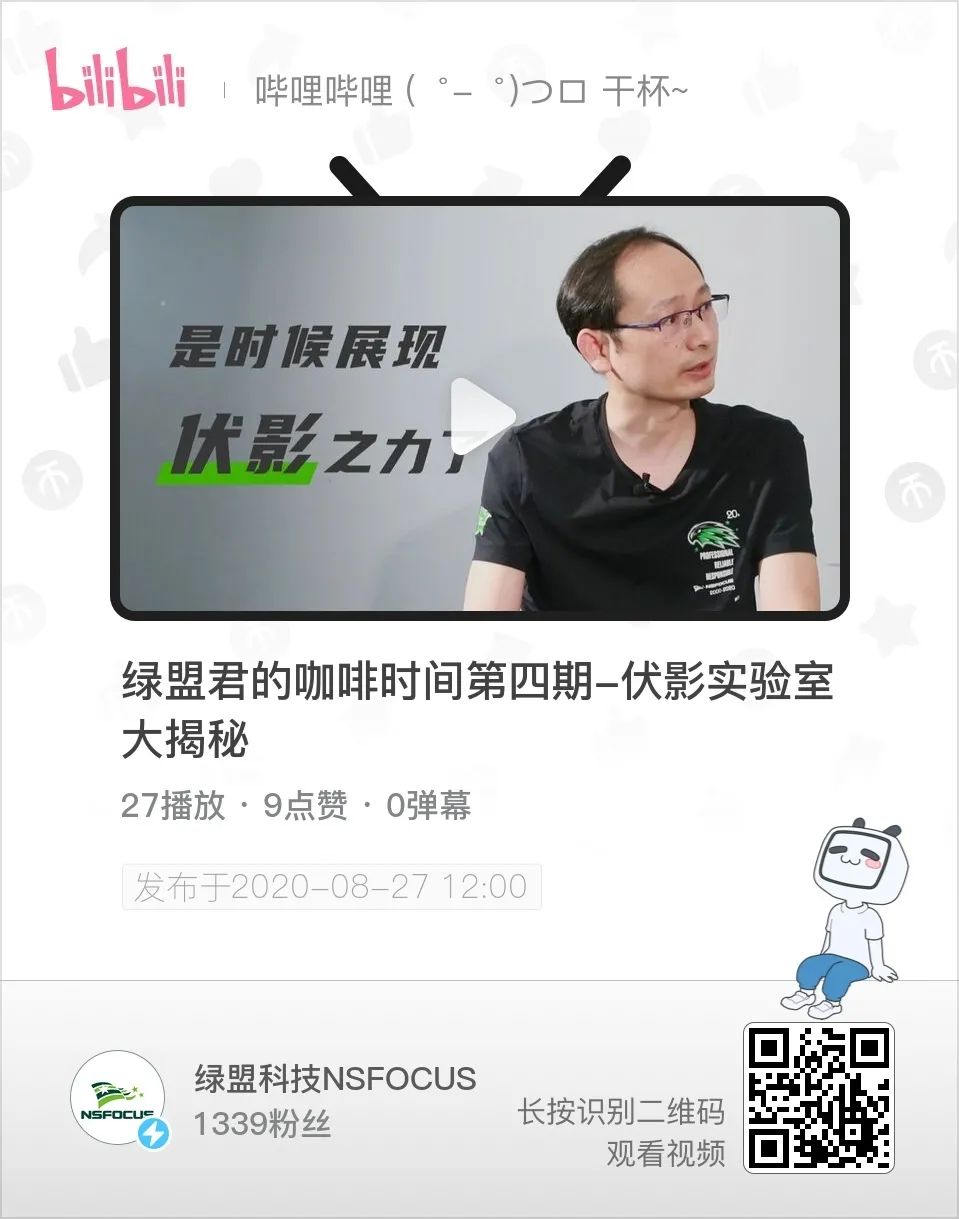 bilibili
哔哩哔哩 ( ゜- ゜)つロ 干杯~
是时候展现
伏影之力了
20.
PROFESSIONAL
RELIABLE
RESPONSIBLE
NSFOCUS
2000-2020
绿盟君的咖啡时间第四期-伏影实验室
大揭秘
27播放 · 9点赞 · 0弹幕
发布于2020-08-27 12:00
NSFOCUS
绿盟科技NSFOCUS
1339粉丝
长按识别二维码
观看视频